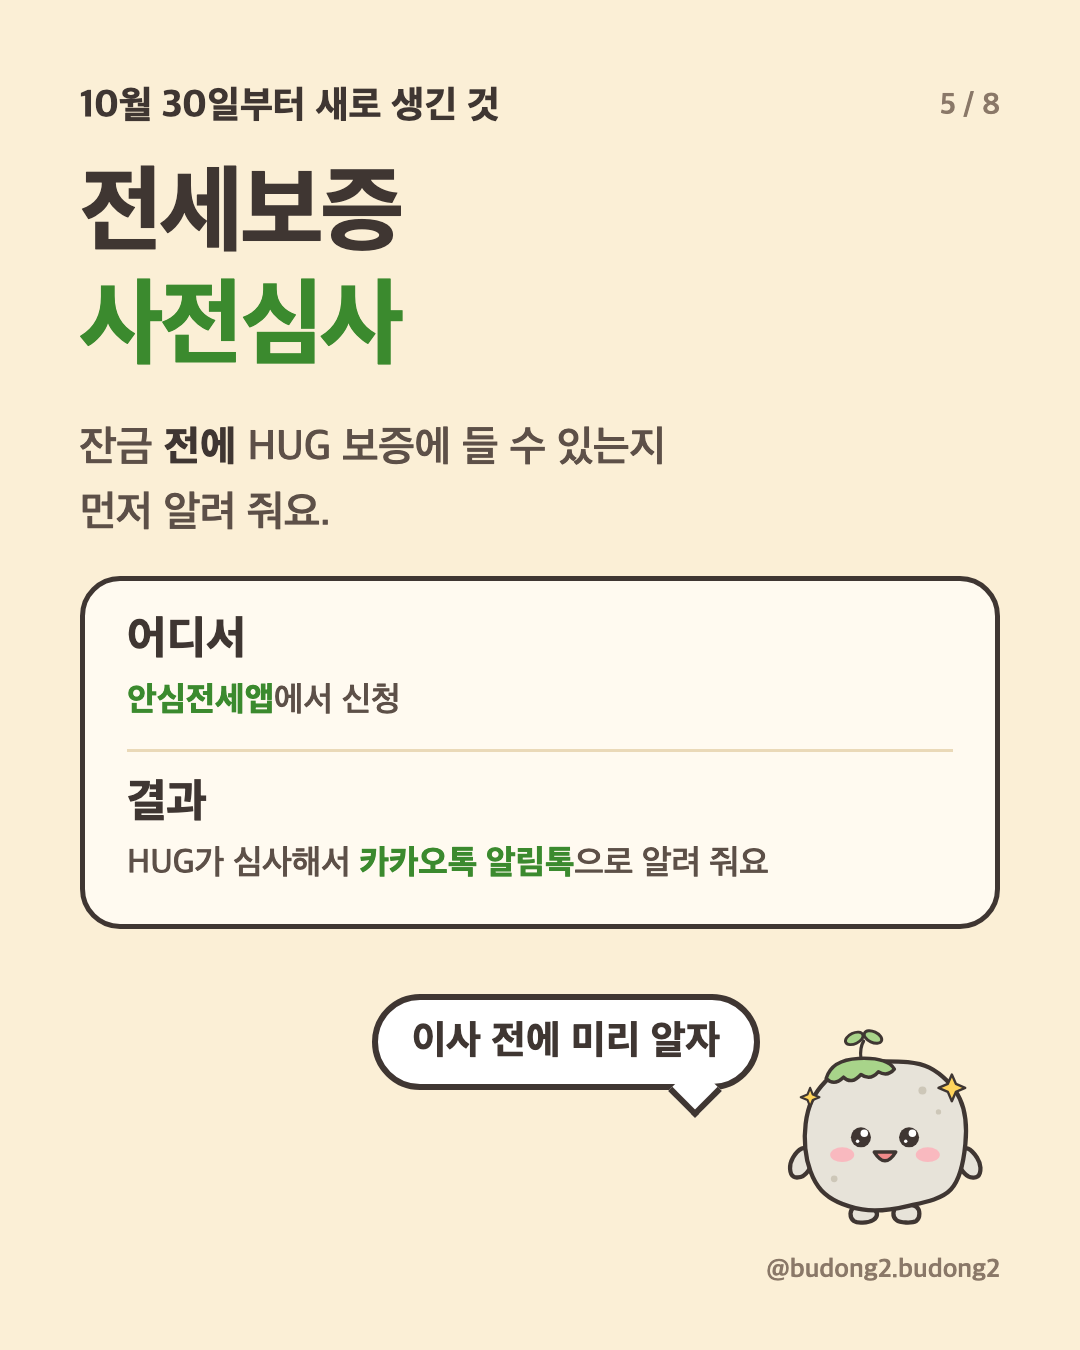 10월 30일부터 새로 생긴 것
5 / 8
전세보증
사전심사
잔금 전에 HUG 보증에 들 수 있는지
먼저 알려 줘요.
어디서
안심전세앱에서 신청
결과
HUG가 심사해서 카카오톡 알림톡으로 알려 줘요
이사 전에 미리 알자
@budong2.budong2